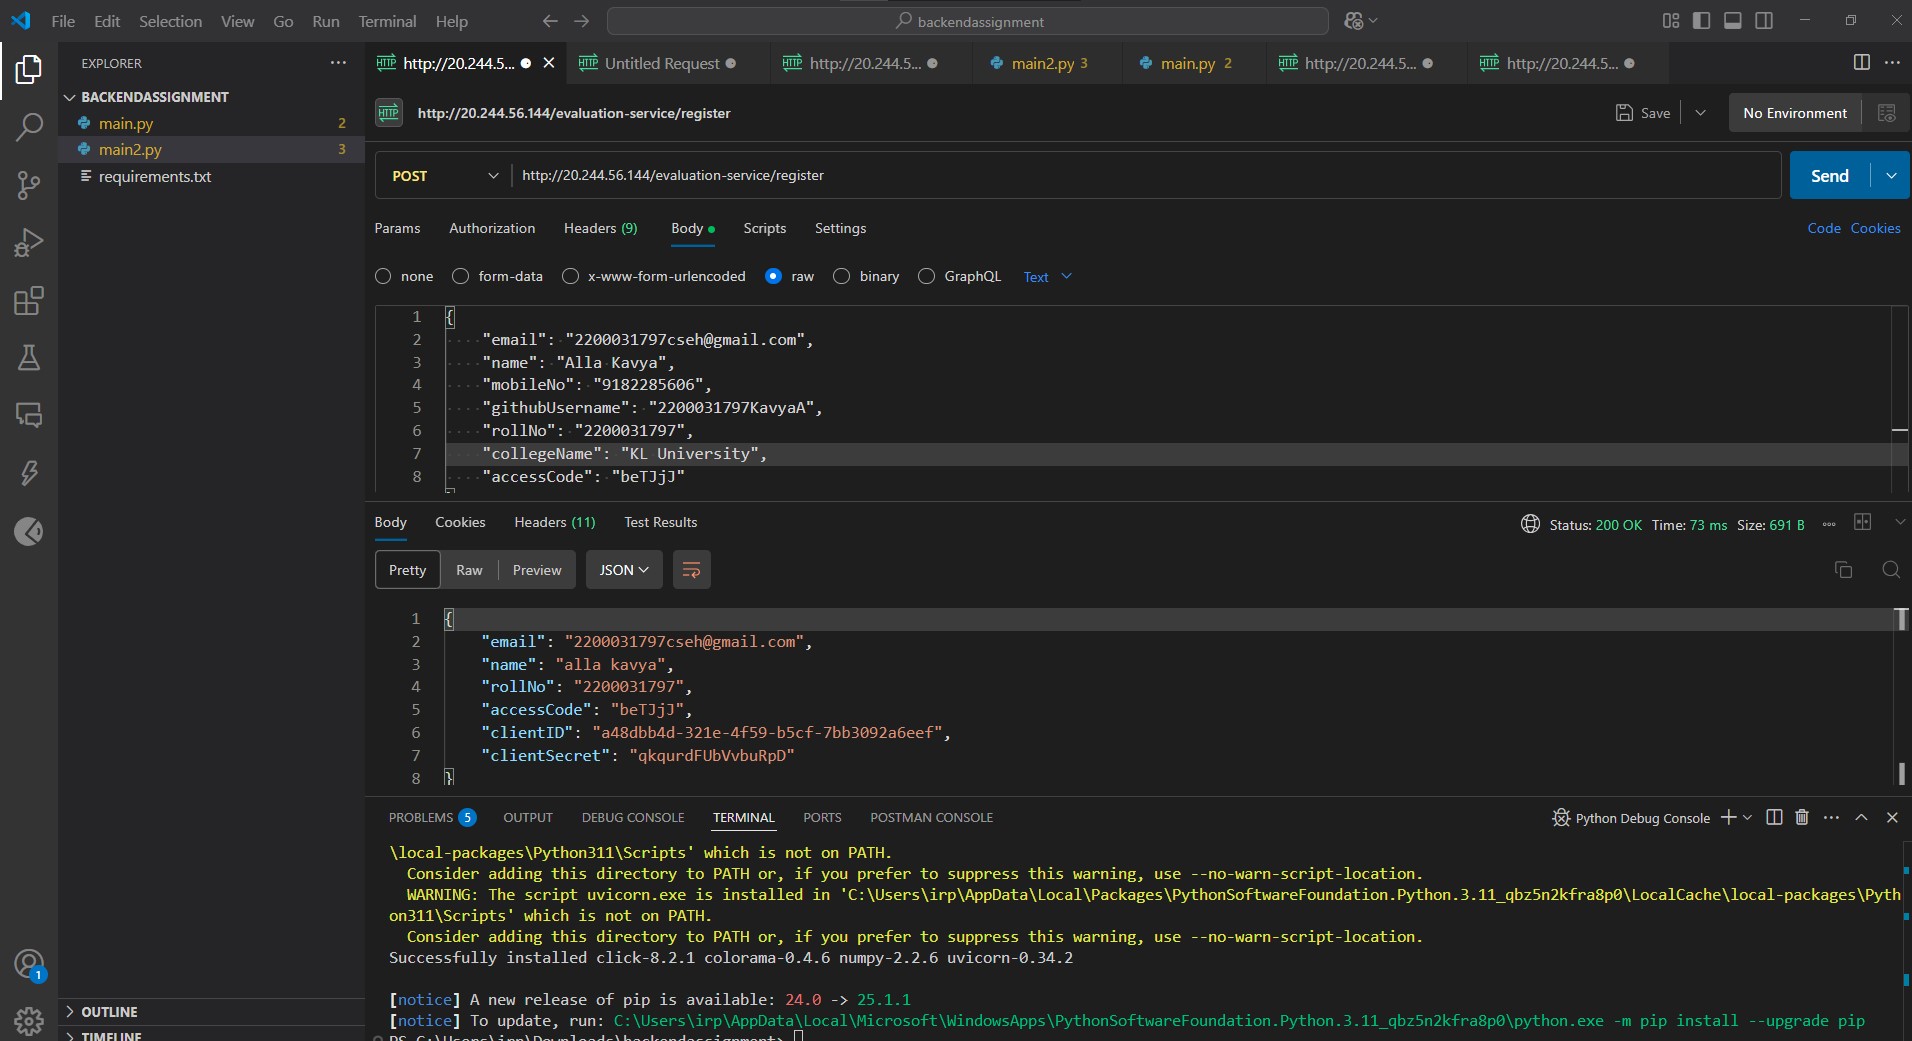 File Edit Selection View Go Run Terminal Help
backendassignment
EXPLORER
BACKENDASSIGNMENT
main.py 2
main2.py 3
requirements.txt
OUTLINE
TIMELINE
http://20.244.5...
Untitled Request
http://20.244.5...
main2.py 3
main.py 2
http://20.244.5...
http://20.244.5...
HTTP http://20.244.56.144/evaluation-service/register
Save
No Environment
POST http://20.244.56.144/evaluation-service/register
Send
Params Authorization Headers (9) Body Scripts Settings
Code Cookies
none form-data x-www-form-urlencoded raw binary GraphQL Text
1 {
2 "email": "2200031797cseh@gmail.com",
3 "name": "Alla Kavya",
4 "mobileNo": "9182285606",
5 "githubUsername": "2200031797KavyaA",
6 "rollNo": "2200031797",
7 "collegeName": "KL University",
8 "accessCode": "beTJjJ"
Body Cookies Headers (11) Test Results
Status: 200 OK Time: 73 ms Size: 691 B
Pretty Raw Preview JSON
1 {
2 "email": "2200031797cseh@gmail.com",
3 "name": "alla kavya",
4 "rollNo": "2200031797",
5 "accessCode": "beTJjJ",
6 "clientID": "a48dbb4d-321e-4f59-b5cf-7bb3092a6eef",
7 "clientSecret": "qkqurdFUbVvbuRpD"
8 }
PROBLEMS 5 OUTPUT DEBUG CONSOLE TERMINAL PORTS POSTMAN CONSOLE
Python Debug Console
\local-packages\Python311\Scripts' which is not on PATH.
Consider adding this directory to PATH or, if you prefer to suppress this warning, use --no-warn-script-location.
WARNING: The script uvicorn.exe is installed in 'C:\Users\irp\AppData\Local\Packages\PythonSoftwareFoundation.Python.3.11_qbz5n2kfra8p0\LocalCache\local-packages\Pyth
on311\Scripts' which is not on PATH.
Consider adding this directory to PATH or, if you prefer to suppress this warning, use --no-warn-script-location.
Successfully installed click-8.2.1 colorama-0.4.6 numpy-2.2.6 uvicorn-0.34.2
[notice] A new release of pip is available: 24.0 -> 25.1.1
[notice] To update, run: C:\Users\irp\AppData\Local\Microsoft\WindowsApps\PythonSoftwareFoundation.Python.3.11_qbz5n2kfra8p0\python.exe -m pip install --upgrade pip
PS C:\Users\irp\Downloads\backendassignment>
1